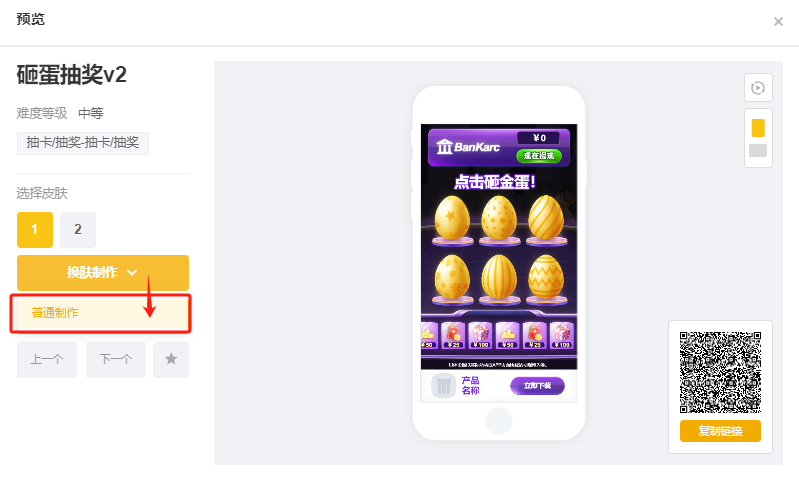 预览
×
砸蛋抽奖v2
难度等级 中等
抽卡/抽奖-抽卡/抽奖
选择皮肤
1 2
换肤制作
普通制作
上一个 下一个
BanKarc
¥0
现在提现
点击砸金蛋!
¥50 ¥25 ¥100 ¥50 ¥25 ¥100
产品
名称
立即下载
复制链接